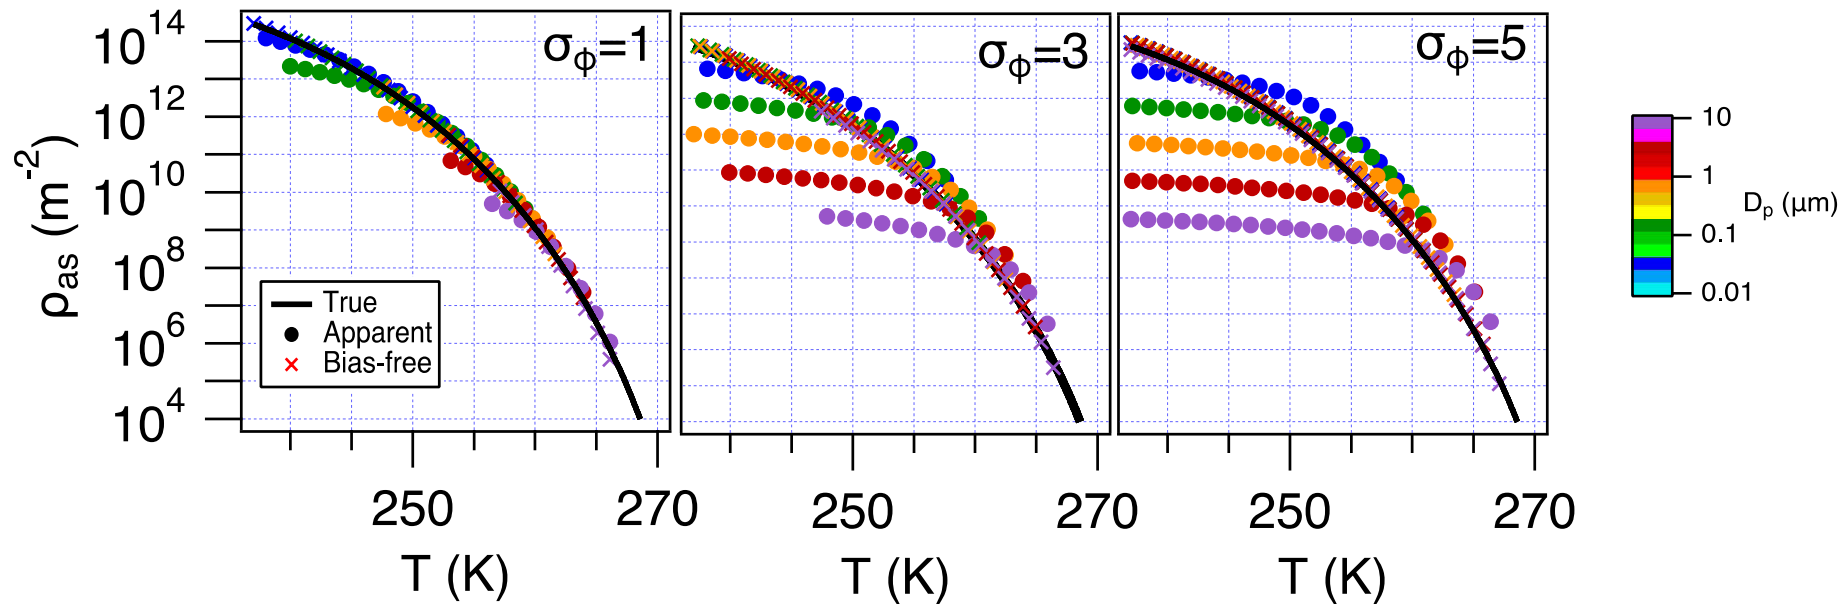 σϕ=1
σϕ=3
σϕ=5
ρas (m-2)
10^14
10^12
10^10
10^8
10^6
10^4
True
Apparent
Bias-free
250 270
250 270
250 270
T (K)
T (K)
T (K)
10
1
0.1
0.01
Dp (μm)